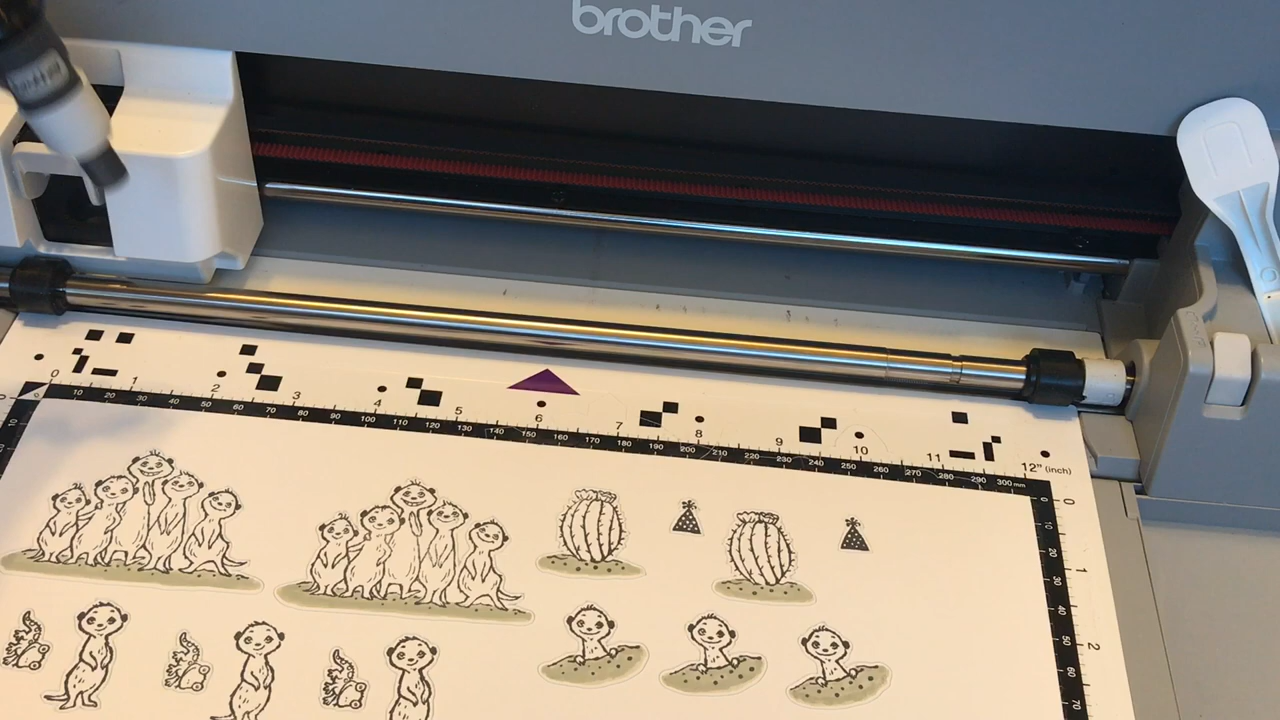 brother
0 1 2 3 4 5 6 7 8 9 10 11 12" (inch)
10 20 30 40 50 60 70 80 90 100 110 120 130 140 150 160 170 180 190 200 210 220 230 240 250 260 270 280 290 300 mm
0 10 20 30 40 50 60 70
0 1 2